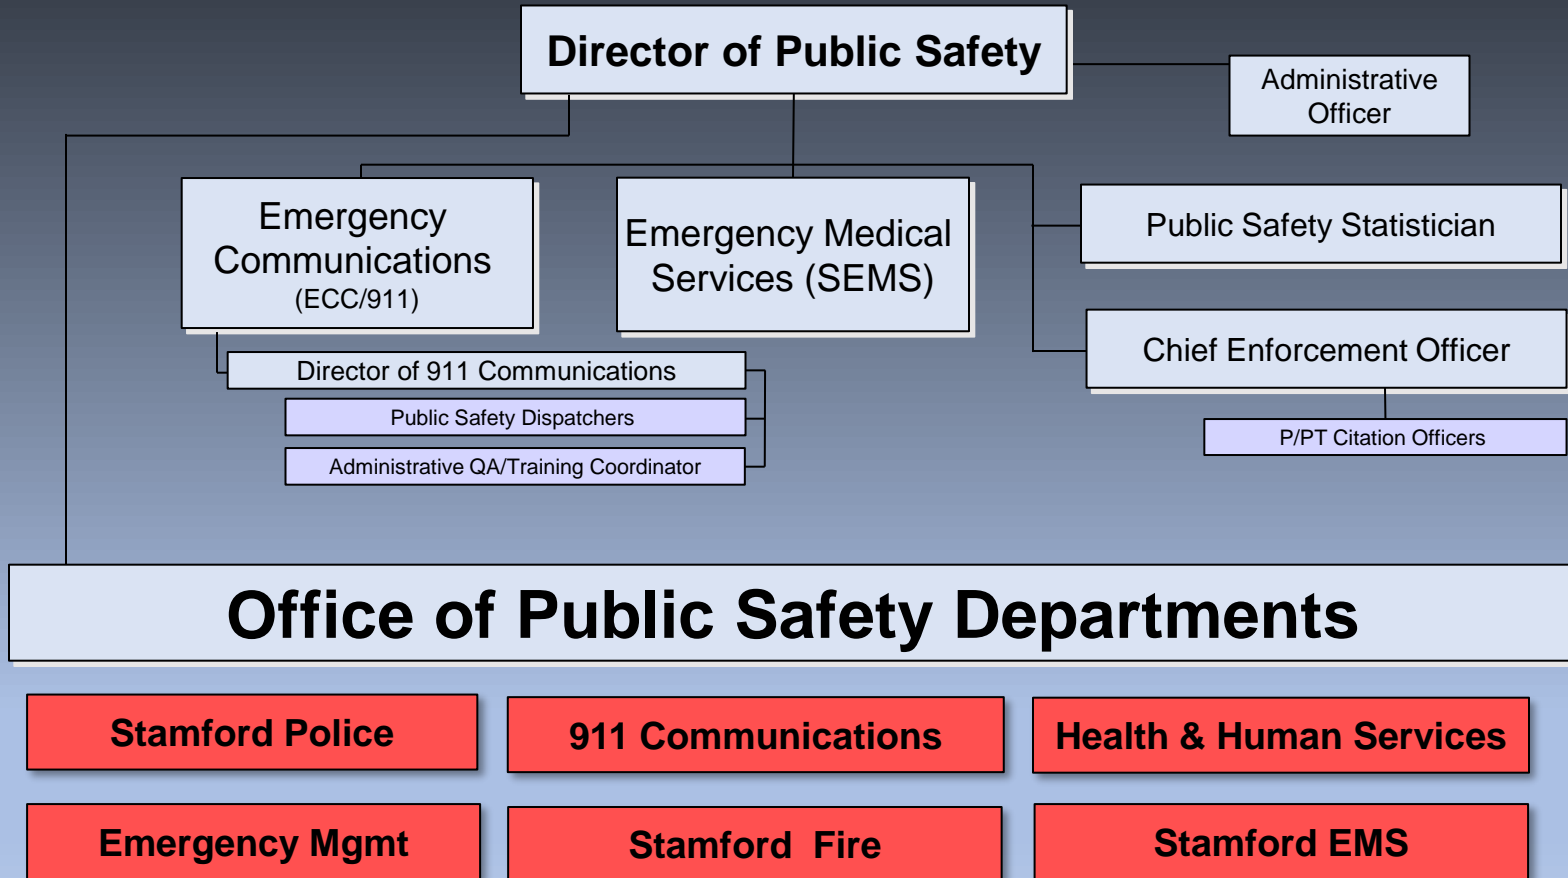 Director of Public Safety
Administrative
Officer
Emergency
Communications
(ECC/911)
Emergency Medical
Services (SEMS)
Public Safety Statistician
Chief Enforcement Officer
Director of 911 Communications
Public Safety Dispatchers
Administrative QA/Training Coordinator
P/PT Citation Officers
Office of Public Safety Departments
Stamford Police
911 Communications
Health & Human Services
Emergency Mgmt
Stamford Fire
Stamford EMS